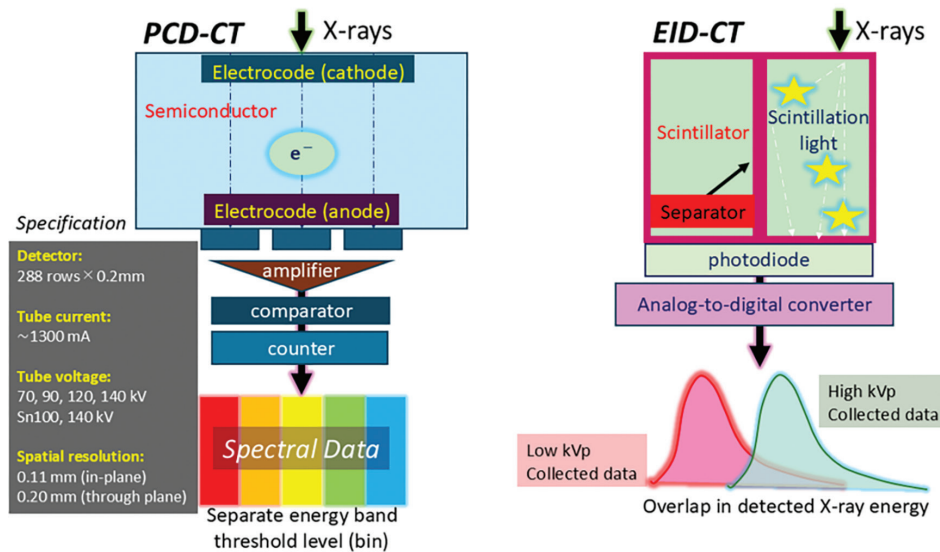 PCD-CT
X-rays
Electrocode (cathode)
Semiconductor
e⁻
Electrocode (anode)
Specification
Detector:
288 rows × 0.2mm
Tube current:
~1300 mA
Tube voltage:
70, 90, 120, 140 kV
Sn100, 140 kV
Spatial resolution:
0.11 mm (in-plane)
0.20 mm (through plane)
amplifier
comparator
counter
Spectral Data
Separate energy band
threshold level (bin)
EID-CT
X-rays
Scintillator
Separator
Scintillation
light
photodiode
Analog-to-digital converter
Low kVp
Collected data
High kVp
Collected data
Overlap in detected X-ray energy